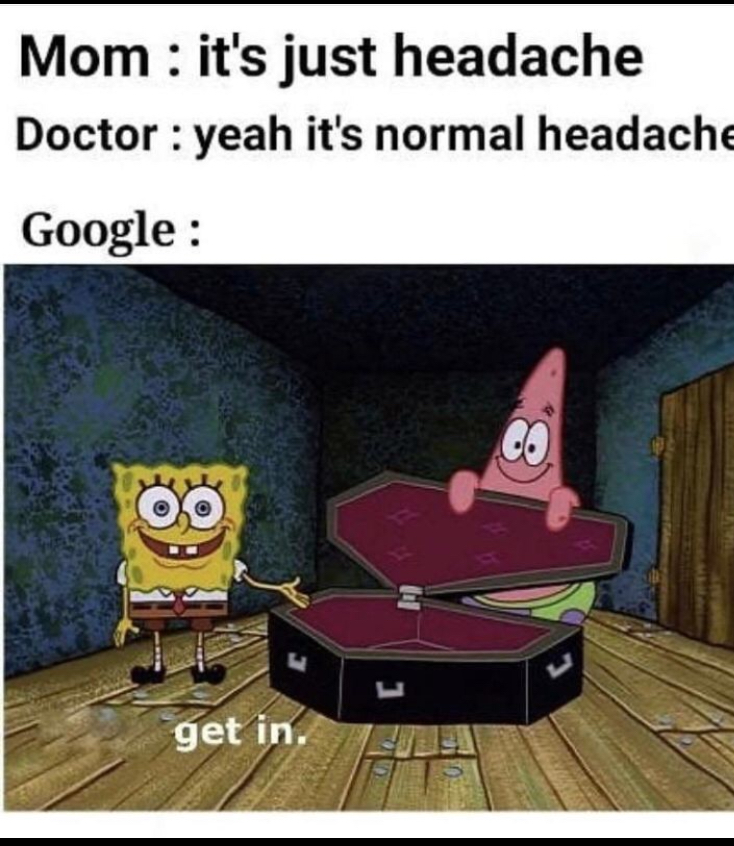 Mom : it's just headache
Doctor : yeah it's normal headache
Google :
get in.